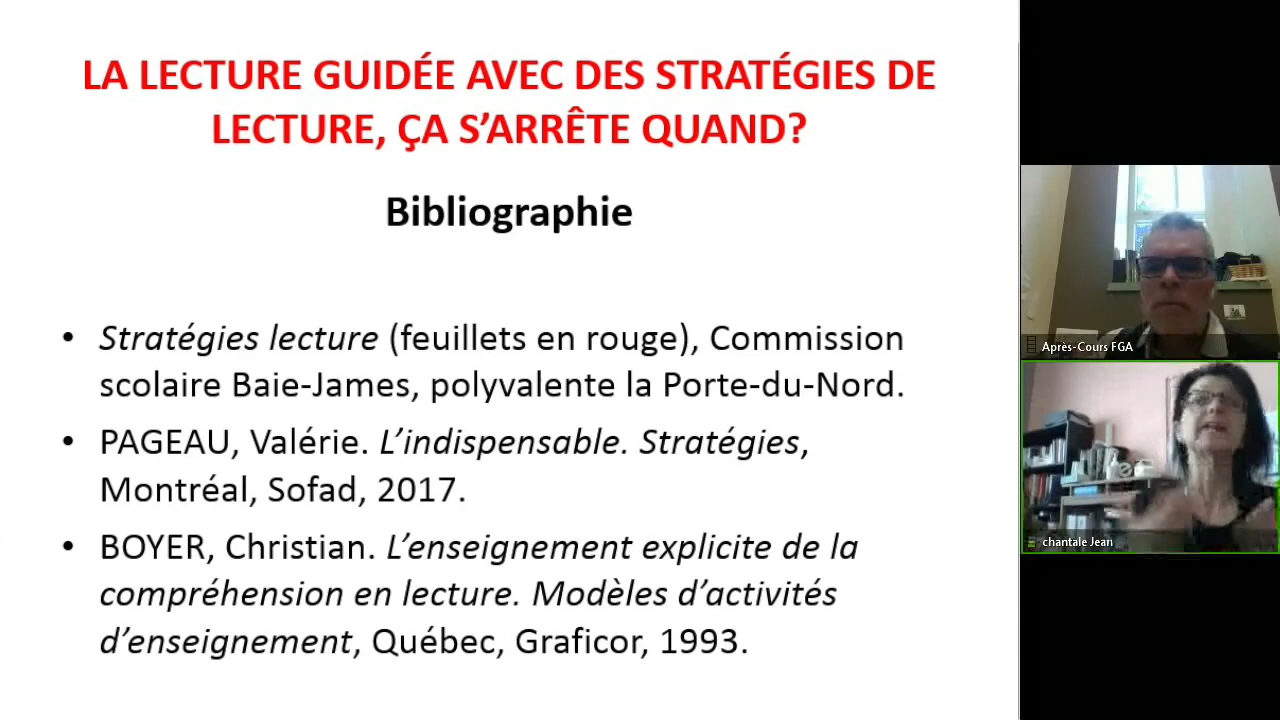 LA LECTURE GUIDÉE AVEC DES STRATÉGIES DE
LECTURE, ÇA S’ARRÊTE QUAND?
Bibliographie
• Stratégies lecture (feuillets en rouge), Commission
scolaire Baie-James, polyvalente la Porte-du-Nord.
• PAGEAU, Valérie. L’indispensable. Stratégies,
Montréal, Sofad, 2017.
• BOYER, Christian. L’enseignement explicite de la
compréhension en lecture. Modèles d’activités
d’enseignement, Québec, Graficor, 1993.
Après-Cours FGA
chantale Jean